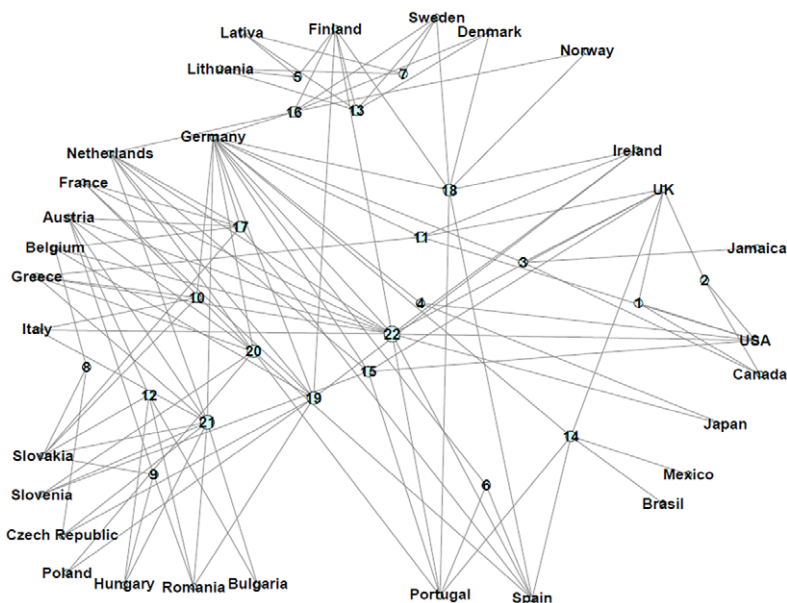 Sweden
Lativa
Finland
Denmark
Norway
Lithuania
5
7
16
13
Germany
Netherlands
Ireland
France
18
UK
Austria
17
11
Belgium
Jamaica
3
Greece
2
10
4
1
Italy
22
USA
20
8
15
Canada
12
19
21
Japan
14
Slovakia
9
Mexico
6
Slovenia
Brasil
Czech Republic
Poland
Hungary
Romania
Bulgaria
Portugal
Spain